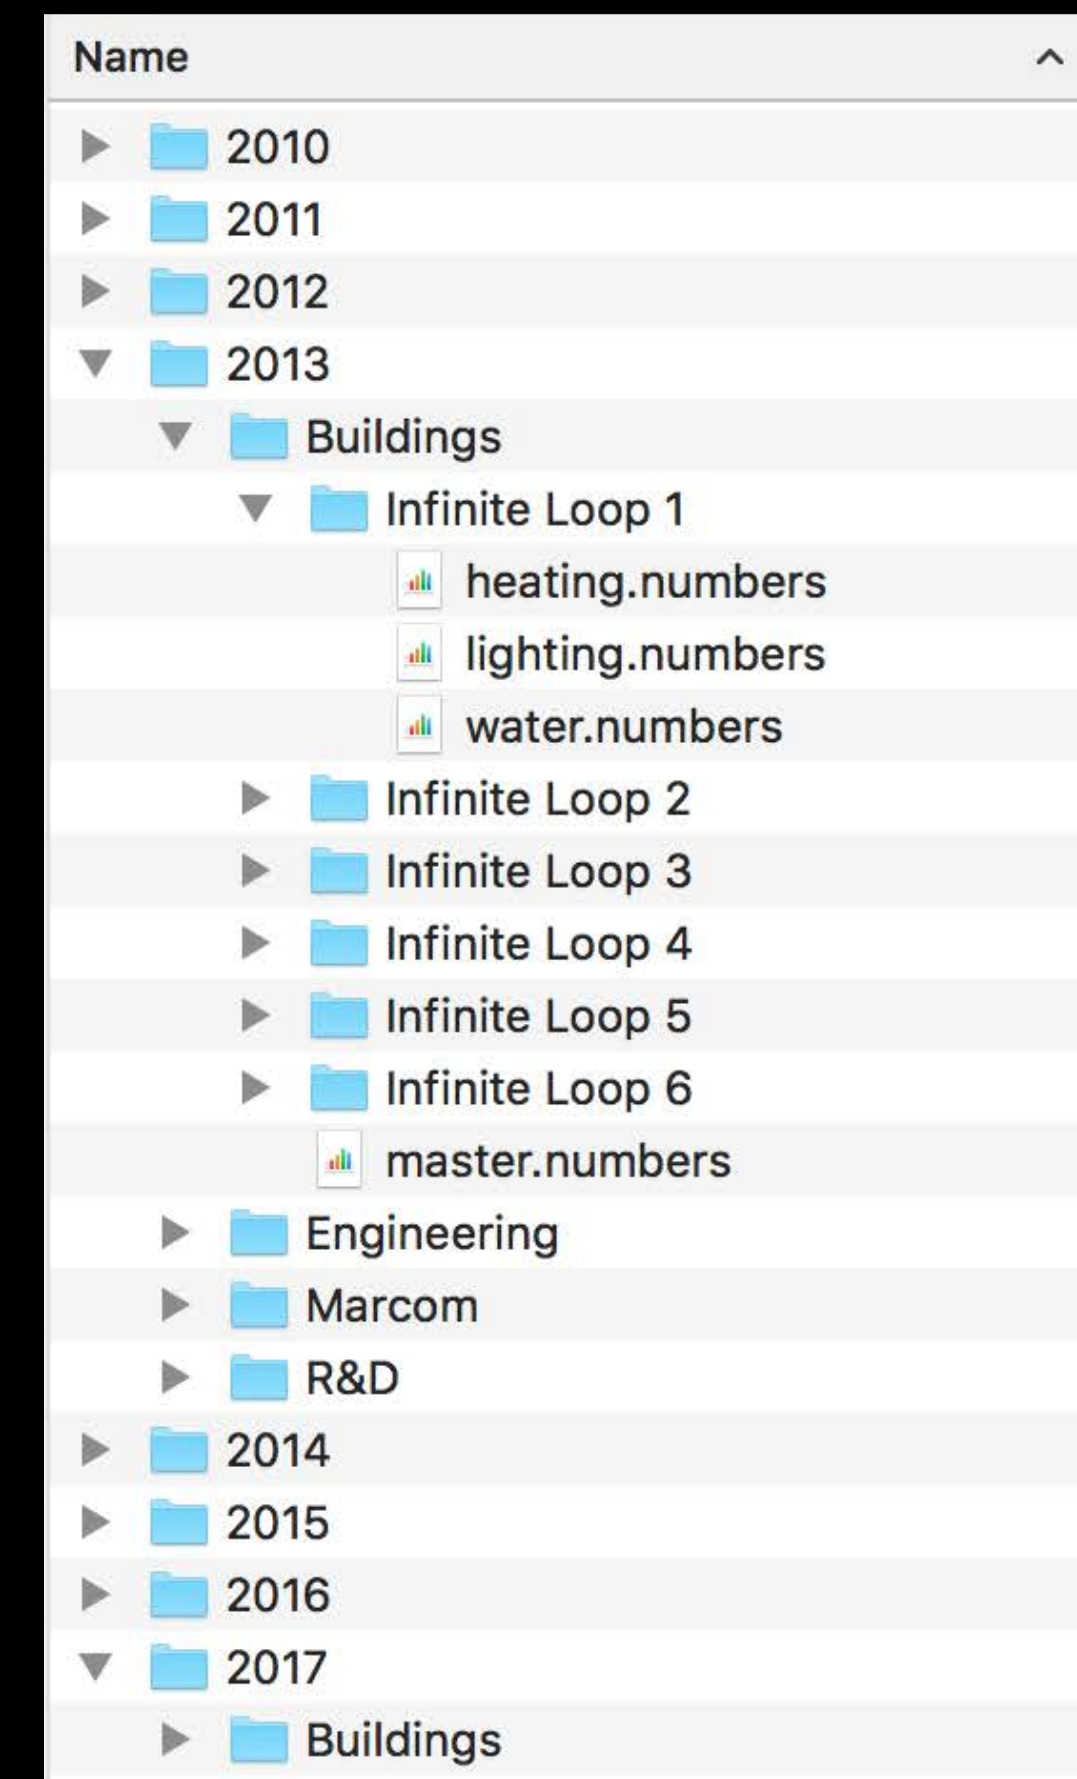 Name
2010
2011
2012
2013
Buildings
Infinite Loop 1
heating.numbers
lighting.numbers
water.numbers
Infinite Loop 2
Infinite Loop 3
Infinite Loop 4
Infinite Loop 5
Infinite Loop 6
master.numbers
Engineering
Marcom
R&D
2014
2015
2016
2017
Buildings